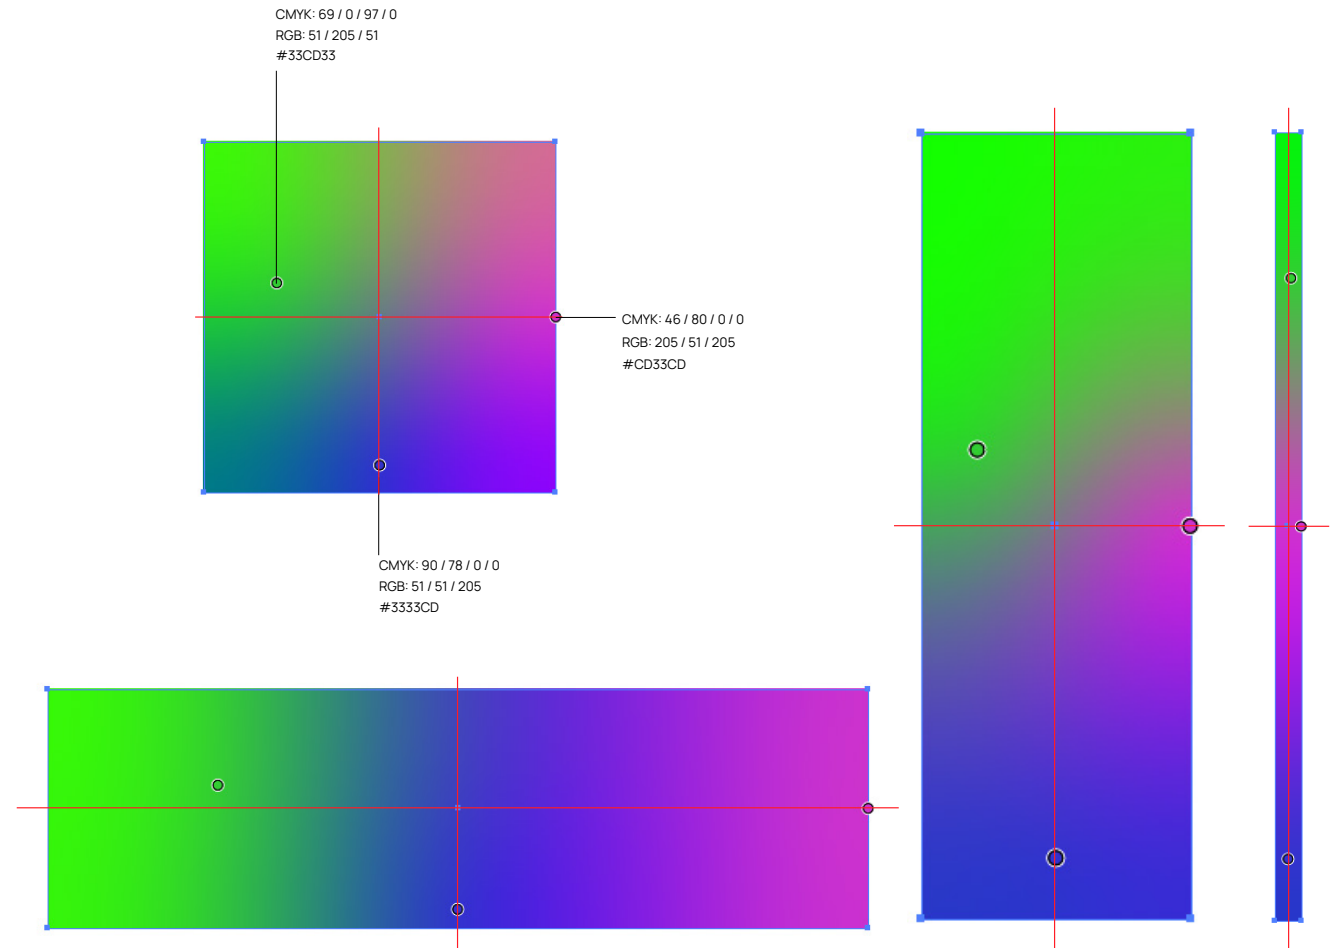 CMYK: 69 / 0 / 97 / 0
RGB: 51 / 205 / 51
#33CD33
CMYK: 46 / 80 / 0 / 0
RGB: 205 / 51 / 205
#CD33CD
CMYK: 90 / 78 / 0 / 0
RGB: 51 / 51 / 205
#3333CD